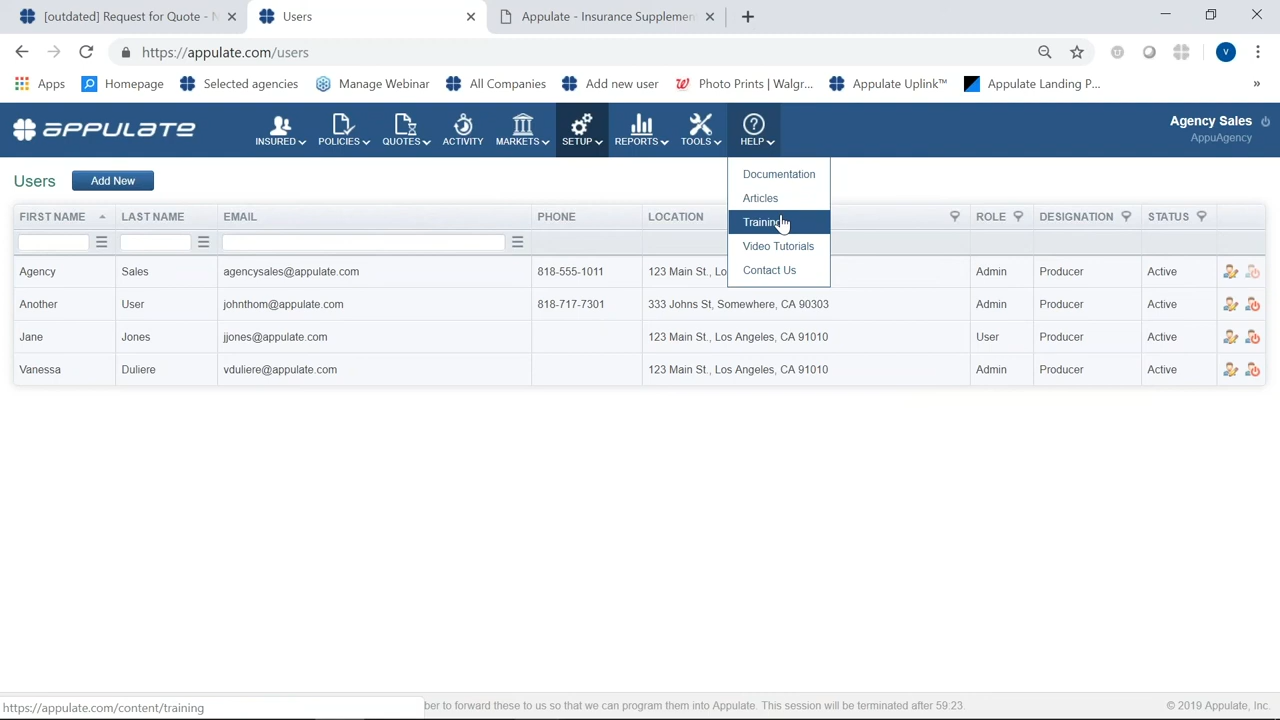 [outdated] Request for Quote - N
Users
Appulate - Insurance Supplemen
https://appulate.com/users
V
Apps
Homepage
Selected agencies
Manage Webinar
All Companies
Add new user
Photo Prints | Walgr...
Appulate Uplink™
Appulate Landing P...
»
APPULATE
INSURED
POLICIES
QUOTES
ACTIVITY
MARKETS
SETUP
REPORTS
TOOLS
HELP
Agency Sales
AppuAgency
Users
Add New
Documentation
Articles
Training
Video Tutorials
Contact Us
FIRST NAME LAST NAME EMAIL PHONE LOCATION ROLE DESIGNATION STATUS
Agency Sales agencysales@appulate.com 818-555-1011 123 Main St., Lo Admin Producer Active
Another User johnthom@appulate.com 818-717-7301 333 Johns St, Somewhere, CA 90303 Admin Producer Active
Jane Jones jjones@appulate.com 123 Main St., Los Angeles, CA 91010 User Producer Active
Vanessa Duliere vduliere@appulate.com 123 Main St., Los Angeles, CA 91010 Admin Producer Active
https://appulate.com/content/training
ber to forward these to us so that we can program them into Appulate. This session will be terminated after 59:23
© 2019 Appulate, Inc.